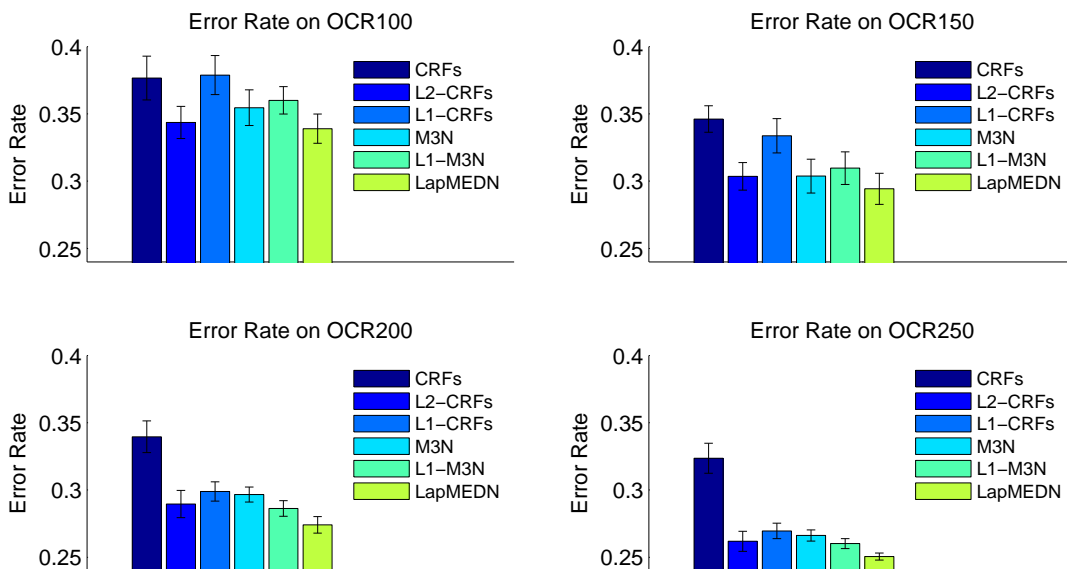 Error Rate on OCR100
0.4
0.35
0.3
0.25
Error Rate
CRFs
L2−CRFs
L1−CRFs
M3N
L1−M3N
LapMEDN
Error Rate on OCR150
0.4
0.35
0.3
0.25
Error Rate
CRFs
L2−CRFs
L1−CRFs
M3N
L1−M3N
LapMEDN
Error Rate on OCR200
0.4
0.35
0.3
0.25
Error Rate
CRFs
L2−CRFs
L1−CRFs
M3N
L1−M3N
LapMEDN
Error Rate on OCR250
0.4
0.35
0.3
0.25
Error Rate
CRFs
L2−CRFs
L1−CRFs
M3N
L1−M3N
LapMEDN